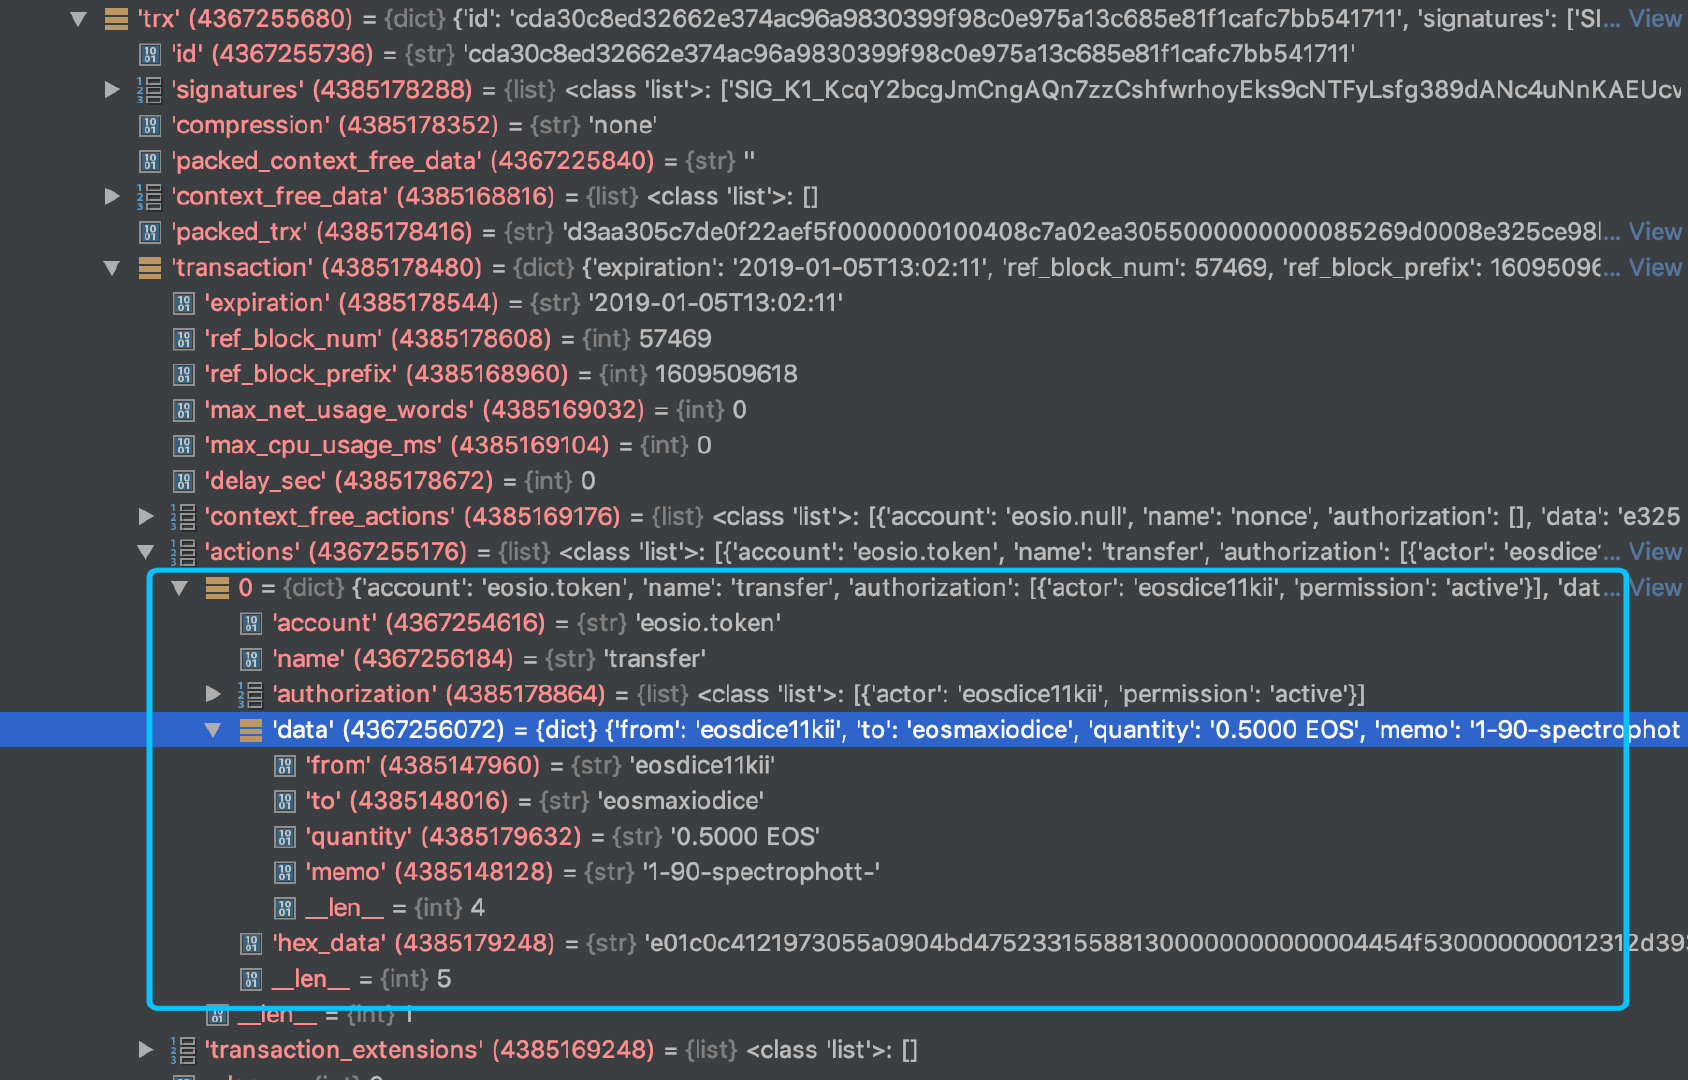 'trx' (4367255680) = {dict} {'id': 'cda30c8ed32662e374ac96a9830399f98c0e975a13c685e81f1cafc7bb541711', 'signatures': ['SI... View
'id' (4367255736) = {str} 'cda30c8ed32662e374ac96a9830399f98c0e975a13c685e81f1cafc7bb541711'
'signatures' (4385178288) = {list} <class 'list'>: ['SIG_K1_KcqY2bcgJmCngAQn7zzCshfwrhoyEks9cNTFyLsfg389dANc4uNnKAEUcv
'compression' (4385178352) = {str} 'none'
'packed_context_free_data' (4367225840) = {str} ''
'context_free_data' (4385168816) = {list} <class 'list'>: []
'packed_trx' (4385178416) = {str} 'd3aa305c7de0f22aef5f0000000100408c7a02ea3055000000000085269d0008e325ce98... View
'transaction' (4385178480) = {dict} {'expiration': '2019-01-05T13:02:11', 'ref_block_num': 57469, 'ref_block_prefix': 16095096... View
'expiration' (4385178544) = {str} '2019-01-05T13:02:11'
'ref_block_num' (4385178608) = {int} 57469
'ref_block_prefix' (4385168960) = {int} 1609509618
'max_net_usage_words' (4385169032) = {int} 0
'max_cpu_usage_ms' (4385169104) = {int} 0
'delay_sec' (4385178672) = {int} 0
'context_free_actions' (4385169176) = {list} <class 'list'>: [{'account': 'eosio.null', 'name': 'nonce', 'authorization': [], 'data': 'e325
'actions' (4367255176) = {list} <class 'list'>: [{'account': 'eosio.token', 'name': 'transfer', 'authorization': [{'actor': 'eosdice... View
0 = {dict} {'account': 'eosio.token', 'name': 'transfer', 'authorization': [{'actor': 'eosdice11kii', 'permission': 'active'}], 'dat... View
'account' (4367254616) = {str} 'eosio.token'
'name' (4367256184) = {str} 'transfer'
'authorization' (4385178864) = {list} <class 'list'>: [{'actor': 'eosdice11kii', 'permission': 'active'}]
'data' (4367256072) = {dict} {'from': 'eosdice11kii', 'to': 'eosmaxiodice', 'quantity': '0.5000 EOS', 'memo': '1-90-spectrophot
'from' (4385147960) = {str} 'eosdice11kii'
'to' (4385148016) = {str} 'eosmaxiodice'
'quantity' (4385179632) = {str} '0.5000 EOS'
'memo' (4385148128) = {str} '1-90-spectrophott-'
__len__ = {int} 4
'hex_data' (4385179248) = {str} 'e01c0c4121973055a0904bd475233155881300000000000004454f530000000012312d393
__len__ = {int} 5
__len__ = {int} 1
'transaction_extensions' (4385169248) = {list} <class 'list'>: []